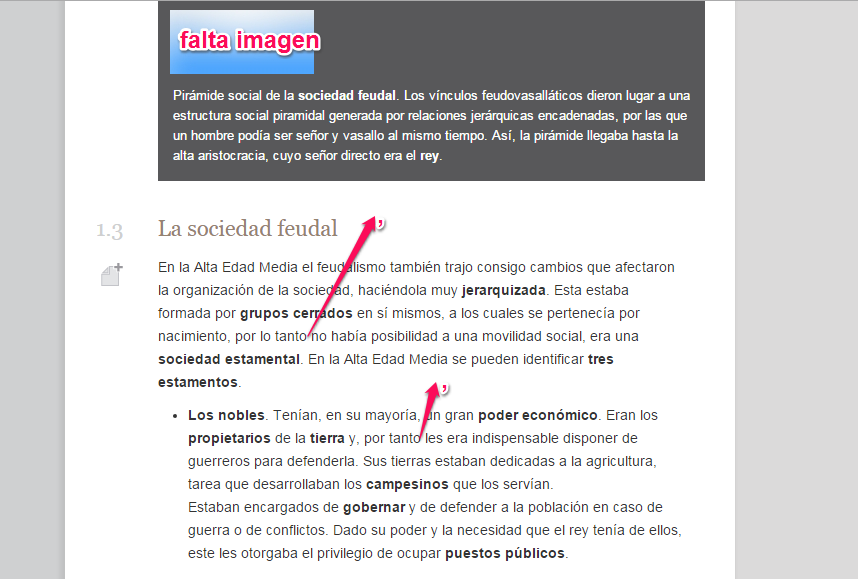 falta imagen
Pirámide social de la sociedad feudal. Los vínculos feudovasalláticos dieron lugar a una
estructura social piramidal generada por relaciones jerárquicas encadenadas, por las que
un hombre podía ser señor y vasallo al mismo tiempo. Así, la pirámide llegaba hasta la
alta aristocracia, cuyo señor directo era el rey.
1.3 La sociedad feudal
,
En la Alta Edad Media el feudalismo también trajo consigo cambios que afectaron
la organización de la sociedad, haciéndola muy jerarquizada. Esta estaba
formada por grupos cerrados en sí mismos, a los cuales se pertenecía por
nacimiento, por lo tanto no había posibilidad a una movilidad social, era una
sociedad estamental. En la Alta Edad Media se pueden identificar tres
estamentos.
,
• Los nobles. Tenían, en su mayoría, un gran poder económico. Eran los
propietarios de la tierra y, por tanto les era indispensable disponer de
guerreros para defenderla. Sus tierras estaban dedicadas a la agricultura,
tarea que desarrollaban los campesinos que los servían.
Estaban encargados de gobernar y de defender a la población en caso de
guerra o de conflictos. Dado su poder y la necesidad que el rey tenía de ellos,
este les otorgaba el privilegio de ocupar puestos públicos.